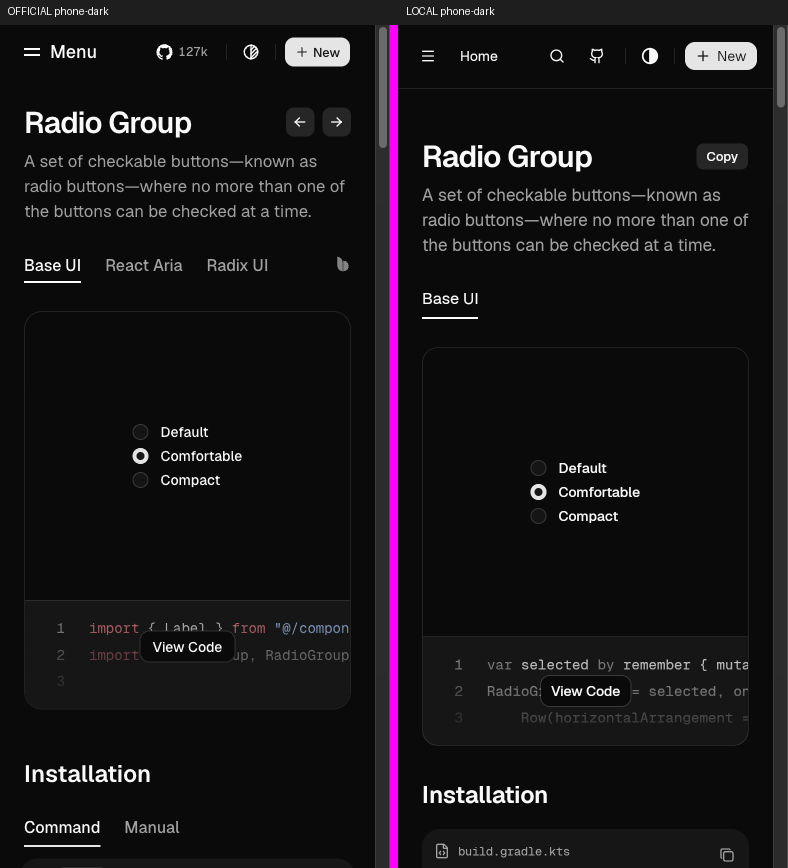 OFFICIAL phone-dark
Menu
127k
New
Radio Group
A set of checkable buttons—known as
radio buttons—where no more than one of
the buttons can be checked at a time.
Base UI
React Aria
Radix UI
Default
Comfortable
Compact
1 import { Label } from "@/compon
2 import up, RadioGroup
3
View Code
Installation
Command
Manual
LOCAL phone-dark
Home
New
Radio Group
Copy
A set of checkable buttons—known as
radio buttons—where no more than one of
the buttons can be checked at a time.
Base UI
Default
Comfortable
Compact
1 var selected by remember { muta
2 RadioG = selected, on
3 Row(horizontalArrangement =
View Code
Installation
build.gradle.kts